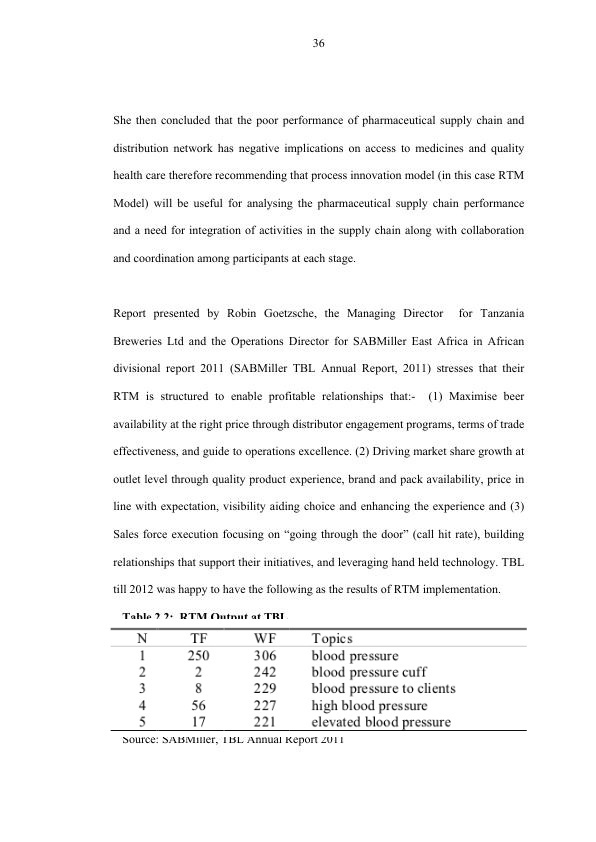 36
She then concluded that the poor performance of pharmaceutical supply chain and
distribution network has negative implications on access to medicines and quality
health care therefore recommending that process innovation model (in this case RTM
Model) will be useful for analysing the pharmaceutical supply chain performance
and a need for integration of activities in the supply chain along with collaboration
and coordination among participants at each stage.
Report presented by Robin Goetzsche, the Managing Director for Tanzania
Breweries Ltd and the Operations Director for SABMiller East Africa in African
divisional report 2011 (SABMiller TBL Annual Report, 2011) stresses that their
RTM is structured to enable profitable relationships that:- (1) Maximise beer
availability at the right price through distributor engagement programs, terms of trade
effectiveness, and guide to operations excellence. (2) Driving market share growth at
outlet level through quality product experience, brand and pack availability, price in
line with expectation, visibility aiding choice and enhancing the experience and (3)
Sales force execution focusing on “going through the door” (call hit rate), building
relationships that support their initiatives, and leveraging hand held technology. TBL
till 2012 was happy to have the following as the results of RTM implementation.
Table 2.2: RTM Output at TBL
N TF WF Topics
1 250 306 blood pressure
2 2 242 blood pressure cuff
3 8 229 blood pressure to clients
4 56 227 high blood pressure
5 17 221 elevated blood pressure
Source: SABMiller, TBL Annual Report 2011